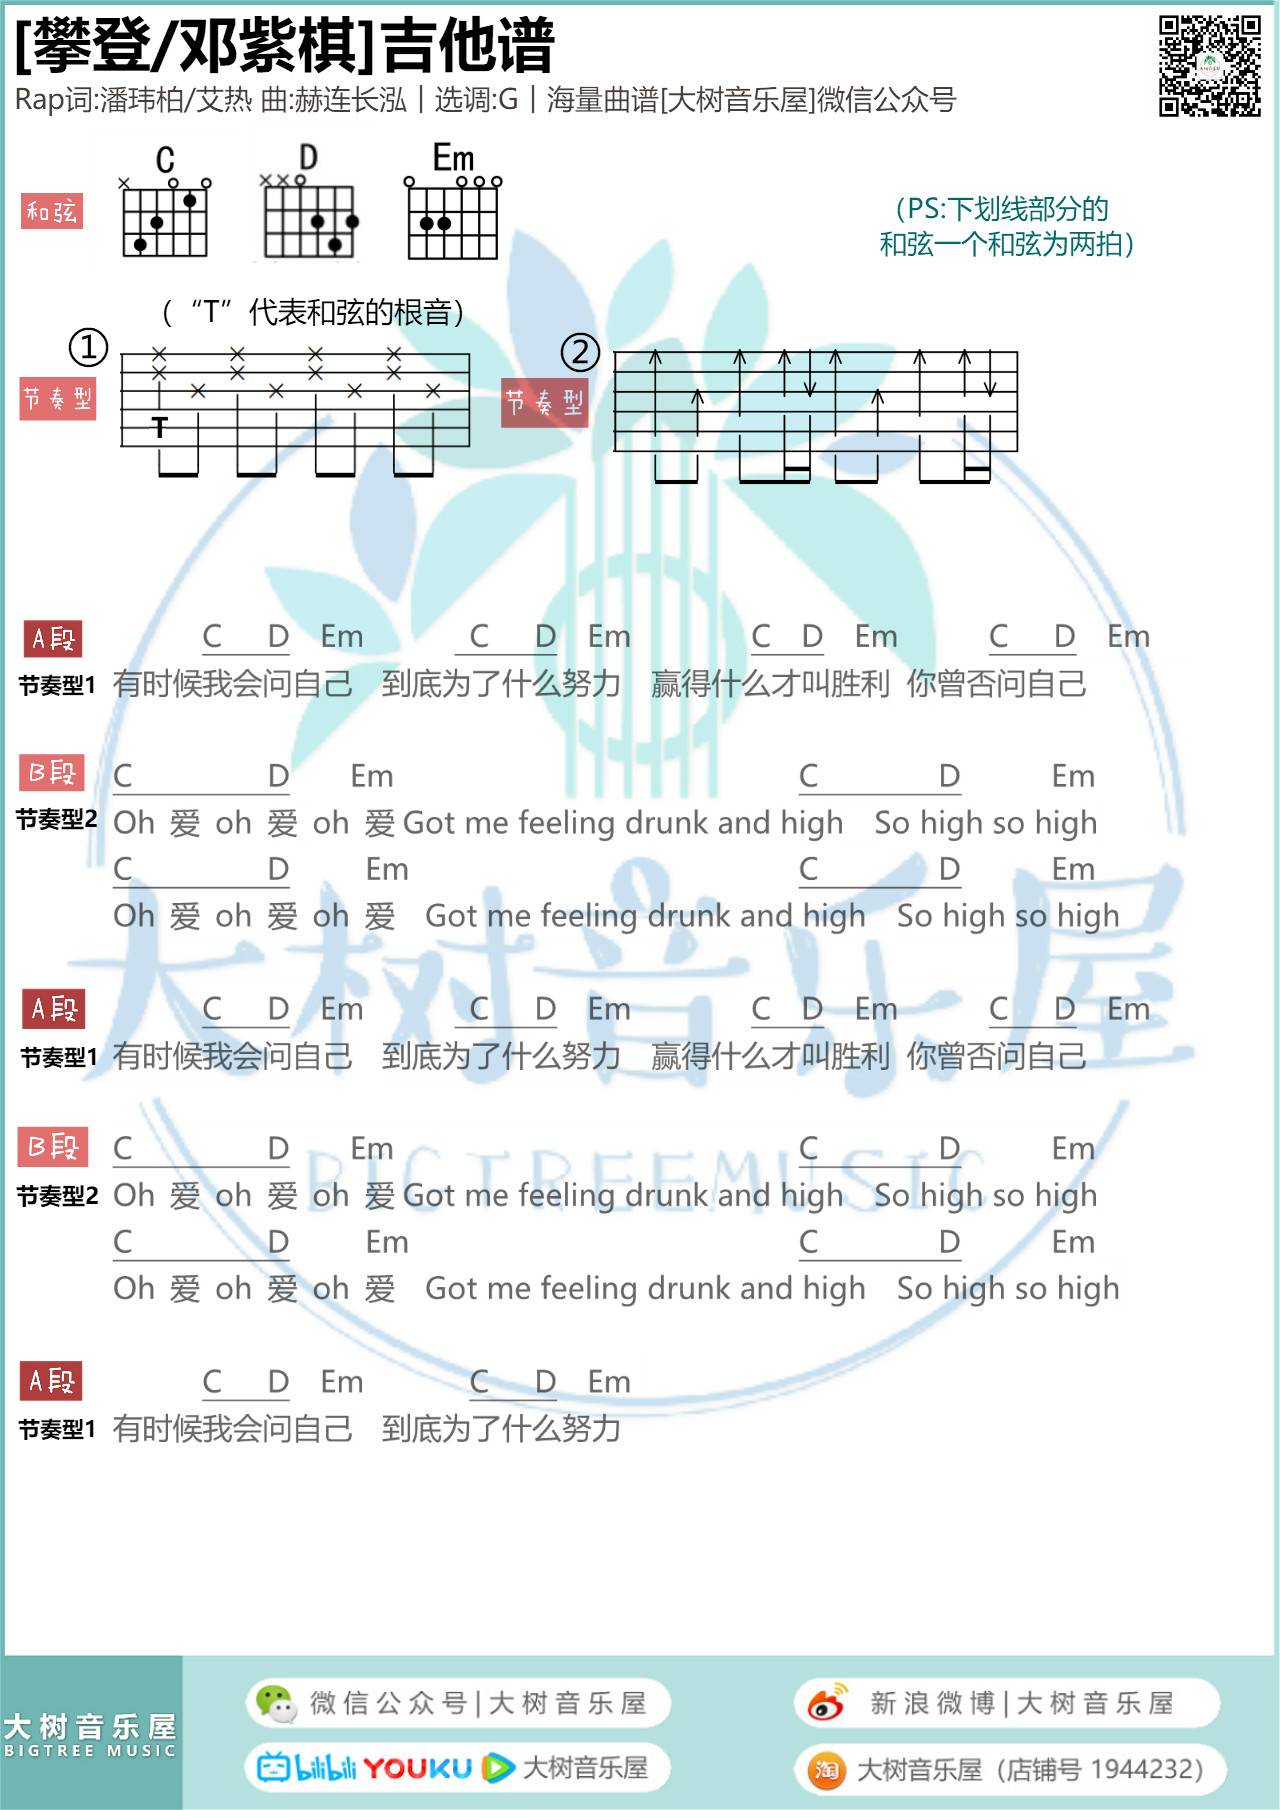 [攀登/邓紫棋]吉他谱
Rap词:潘玮柏/艾热 曲:赫连长泓|选调:G|海量曲谱[大树音乐屋]微信公众号
C D Em
和弦
(PS:下划线部分的
和弦一个和弦为两拍)
(“T”代表和弦的根音)
① ②
节奏型 节奏型
T
A段 C D Em C D Em C D Em C D Em
节奏型1 有时候我会问自己 到底为了什么努力 赢得什么才叫胜利 你曾否问自己
B段 C D Em C D Em
节奏型2 Oh 爱 oh 爱 oh 爱 Got me feeling drunk and high So high so high
C D Em C D Em
Oh 爱 oh 爱 oh 爱 Got me feeling drunk and high So high so high
大树音乐屋
A段 C D Em C D Em C D Em C D Em
节奏型1 有时候我会问自己 到底为了什么努力 赢得什么才叫胜利 你曾否问自己
B段 C D Em C D Em
BIGTREEMUSIC
节奏型2 Oh 爱 oh 爱 oh 爱 Got me feeling drunk and high So high so high
C D Em C D Em
Oh 爱 oh 爱 oh 爱 Got me feeling drunk and high So high so high
A段 C D Em C D Em
节奏型1 有时候我会问自己 到底为了什么努力
大树音乐屋
BIGTREE MUSIC
微信公众号|大树音乐屋
新浪微博|大树音乐屋
bilibili YOUKU 大树音乐屋
淘 大树音乐屋(店铺号 1944232)